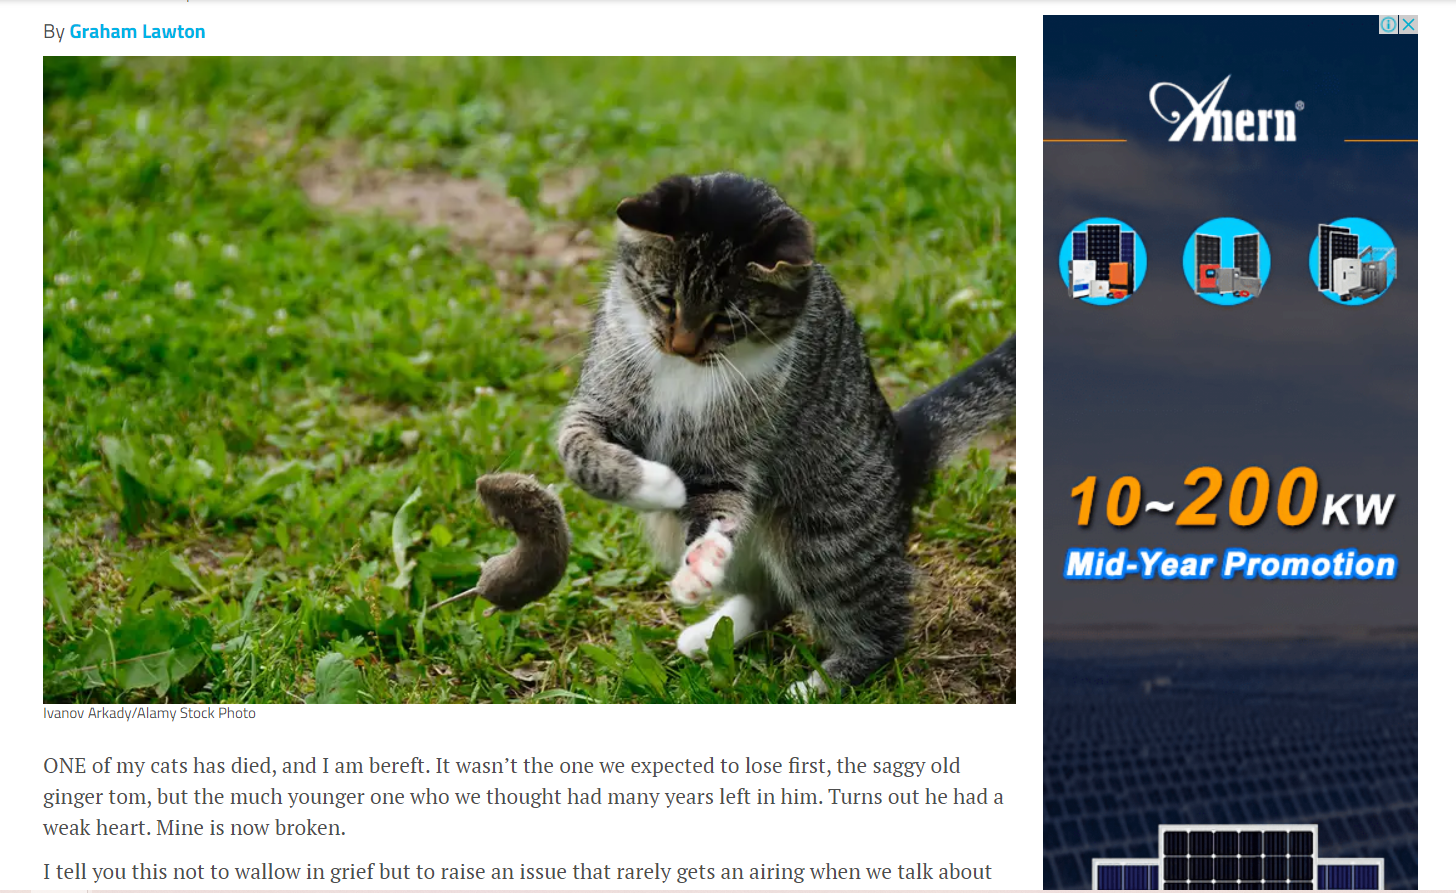 By Graham Lawton
Anern®
10~200KW
Mid-Year Promotion
Ivanov Arkady/Alamy Stock Photo
ONE of my cats has died, and I am bereft. It wasn’t the one we expected to lose first, the saggy old
ginger tom, but the much younger one who we thought had many years left in him. Turns out he had a
weak heart. Mine is now broken.
I tell you this not to wallow in grief but to raise an issue that rarely gets an airing when we talk about